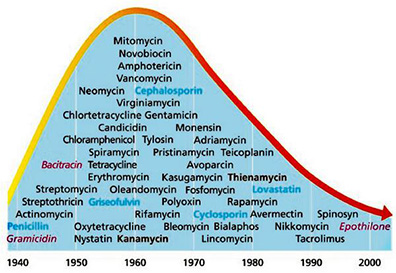 Mitomycin
Novobiocin
Amphotericin
Vancomycin
Neomycin Cephalosporin
Virginiamycin
Chlortetracycline Gentamicin
Candicidin Monensin
Chloramphenicol Tylosin Adriamycin
Spiramycin Pristinamycin Teicoplanin
Bacitracin Tetracycline Avoparcin
Erythromycin Kasugamycin Thienamycin
Streptomycin Oleandomycin Fosfomycin Lovastatin
Streptothricin Griseofulvin Polyoxin Rapamycin
Actinomycin Rifamycin Cyclosporin Avermectin Spinosyn
Penicillin Oxytetracycline Bleomycin Bialaphos Nikkomycin Epothilone
Gramicidin Nystatin Kanamycin Lincomycin Tacrolimus
1940 1950 1960 1970 1980 1990 2000